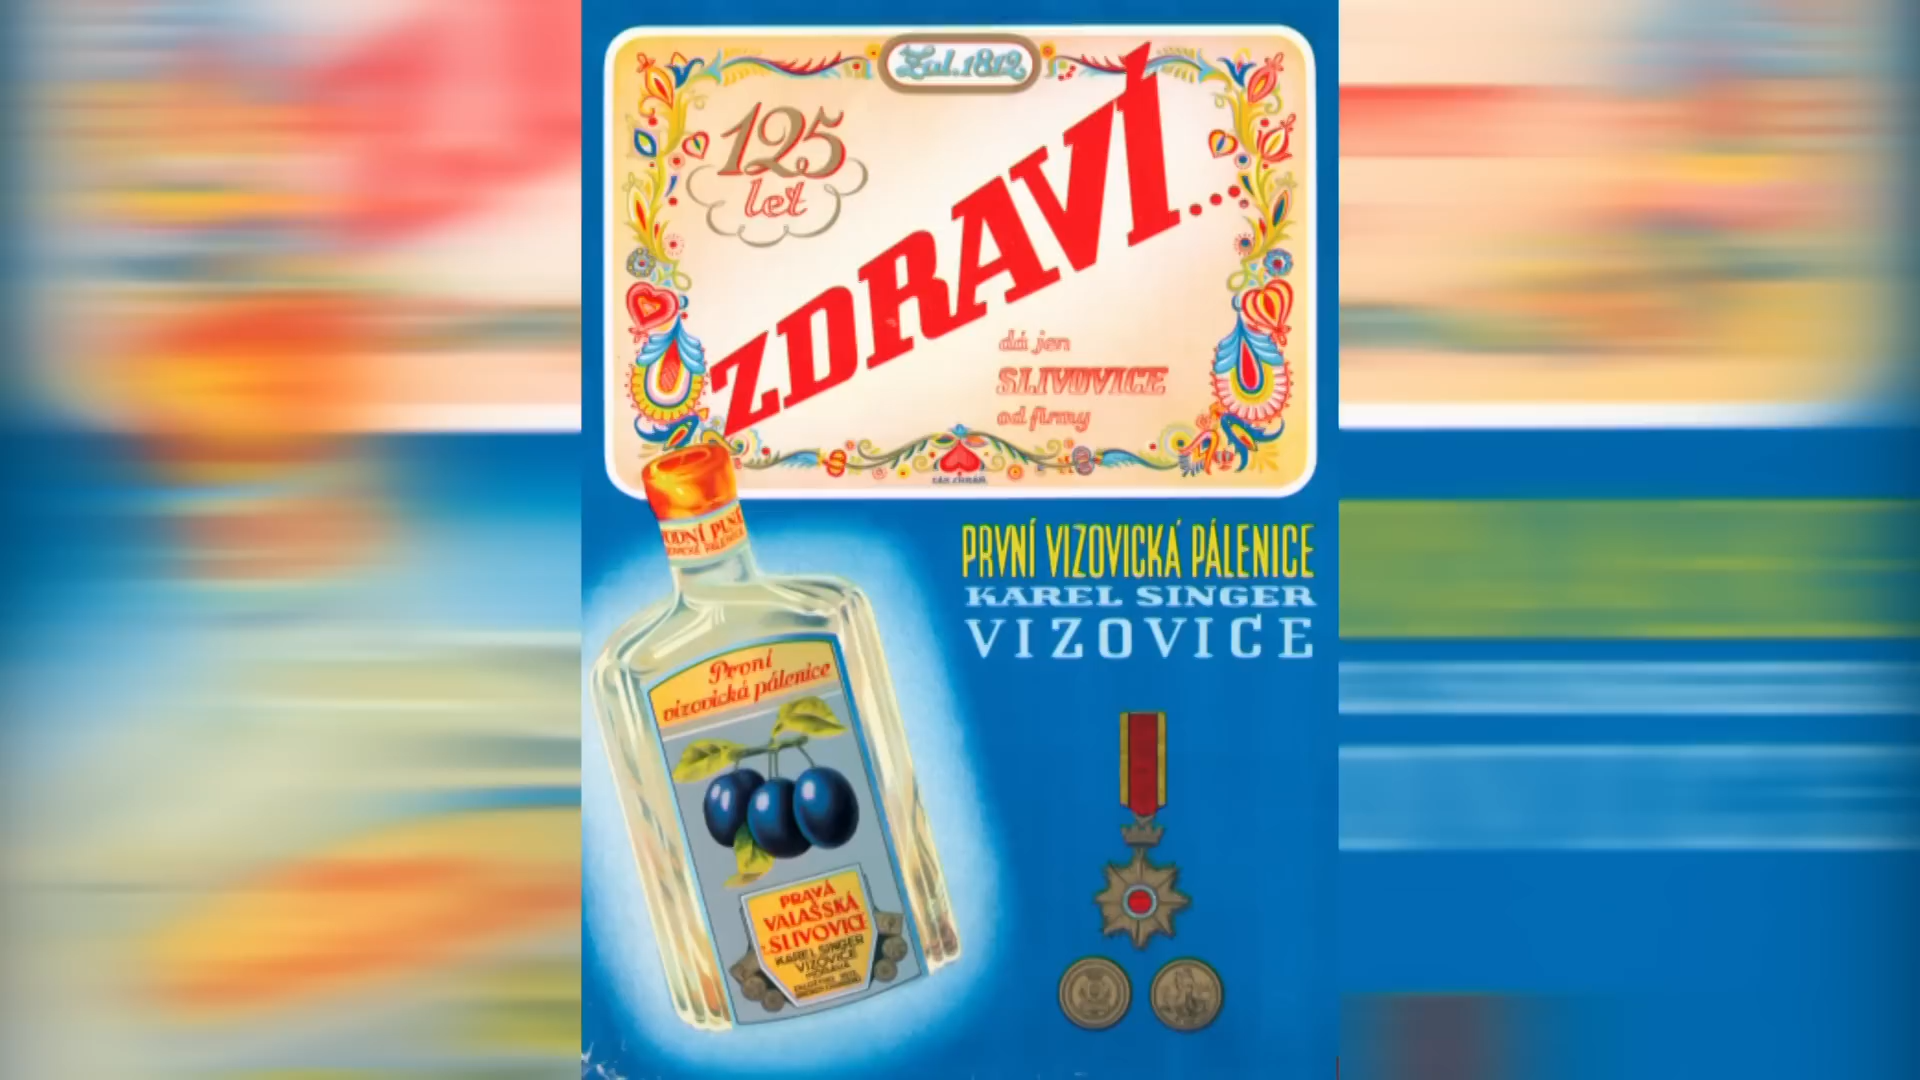 Zal. 1812
125
let
ZDRAVÍ...
dá jen
SLIVOVICE
od firmy
PRVNÍ VIZOVICKÁ PÁLENICE
KAREL SINGER
VIZOVICE
První
vizovická pálenice
PRAVÁ
VALAŠSKÁ
SLIVOVICE
KAREL SINGER
VIZOVICE
MORAVA